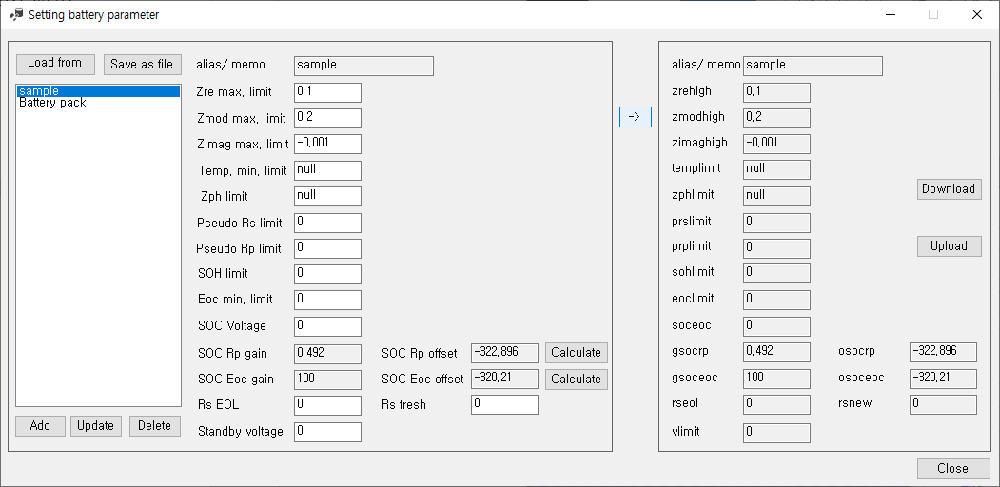 Setting battery parameter
Load from
Save as file
sample
Battery pack
Add
Update
Delete
alias/ memo sample
Zre max, limit 0,1
Zmod max, limit 0,2
Zimag max, limit -0,001
Temp, min, limit null
Zph limit null
Pseudo Rs limit 0
Pseudo Rp limit 0
SOH limit 0
Eoc min, limit 0
SOC Voltage 0
SOC Rp gain 0,492 SOC Rp offset -322,896 Calculate
SOC Eoc gain 100 SOC Eoc offset -320,21 Calculate
Rs EOL 0 Rs fresh 0
Standby voltage 0
->
alias/ memo sample
zrehigh 0,1
zmodhigh 0,2
zimaghigh -0,001
templimit null
zphlimit null
prslimit 0
prplimit 0
sohlimit 0
eoclimit 0
soceoc 0
gsocrp 0,492 osocrp -322,896
gsoceoc 100 osoceoc -320,21
rseol 0 rsnew 0
vlimit 0
Download
Upload
Close